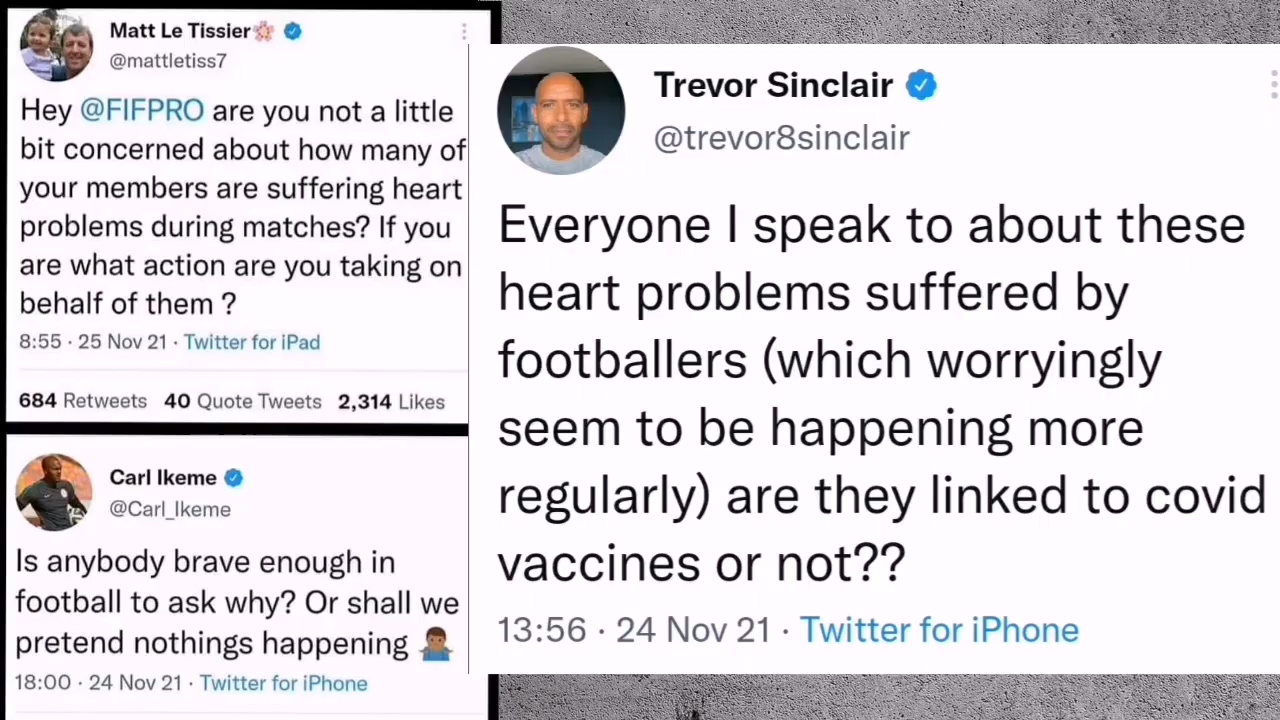 Matt Le Tissier
@mattletiss7
Hey @FIFPRO are you not a little
bit concerned about how many of
your members are suffering heart
problems during matches? If you
are what action are you taking on
behalf of them ?
8:55 · 25 Nov 21 · Twitter for iPad
684 Retweets 40 Quote Tweets 2,314 Likes
Carl Ikeme
@Carl_Ikeme
Is anybody brave enough in
football to ask why? Or shall we
pretend nothings happening 🤷🏾‍♂️
18:00 · 24 Nov 21 · Twitter for iPhone
Trevor Sinclair
@trevor8sinclair
Everyone I speak to about these
heart problems suffered by
footballers (which worryingly
seem to be happening more
regularly) are they linked to covid
vaccines or not??
13:56 · 24 Nov 21 · Twitter for iPhone